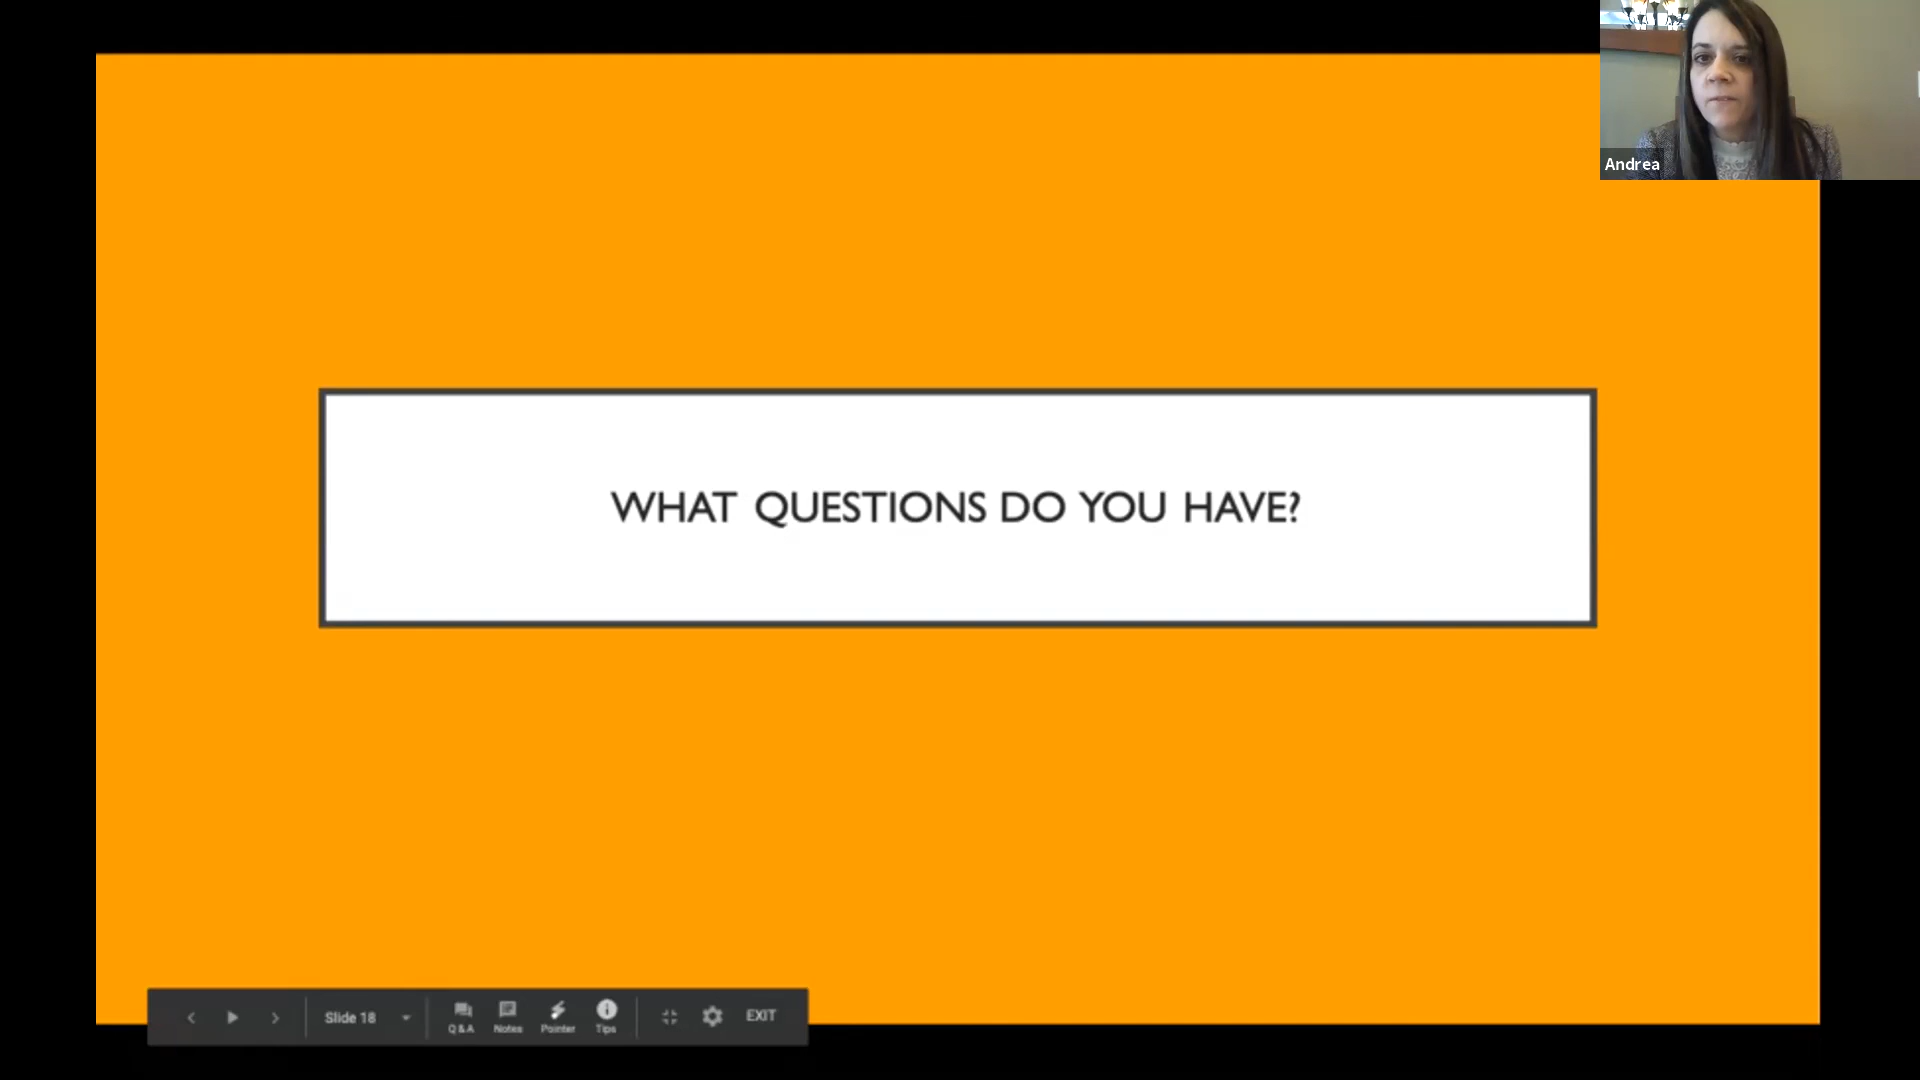 Andrea
WHAT QUESTIONS DO YOU HAVE?
Slide 18
Q & A
Notes
Pointer
Tips
EXIT